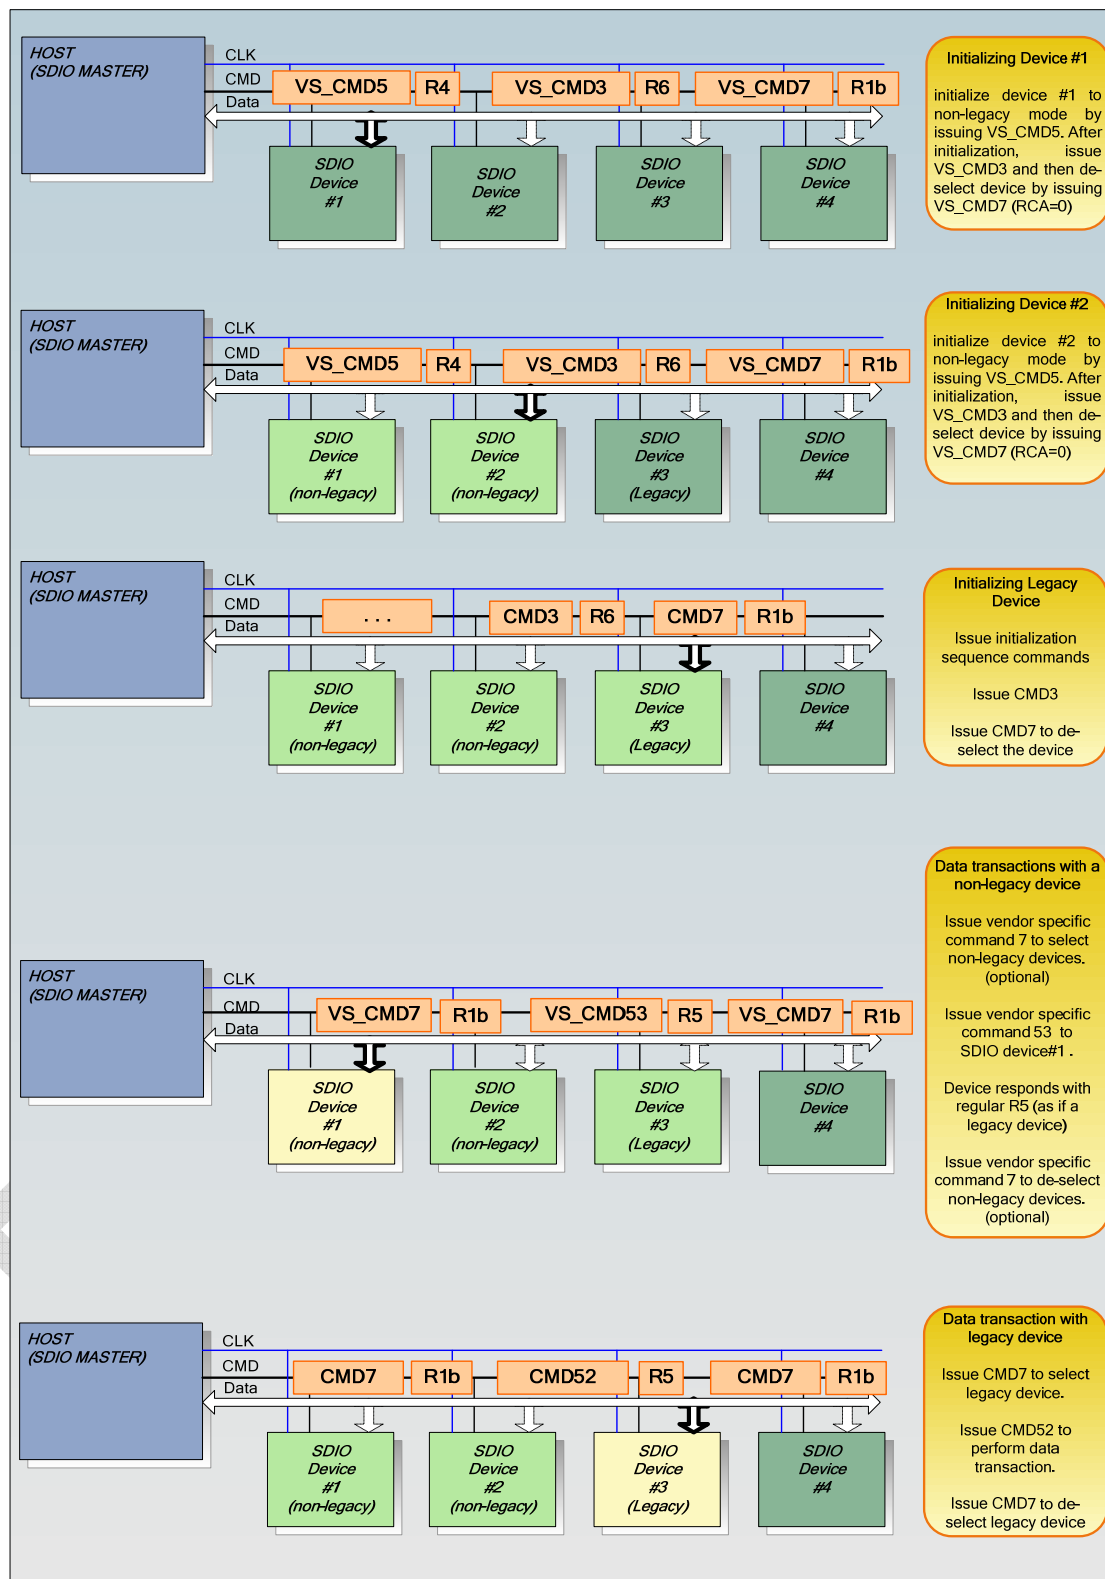 HOST
(SDIO MASTER)
CLK
CMD
Data
VS_CMD5
R4
VS_CMD3
R6
VS_CMD7
R1b
SDIO
Device
#1
SDIO
Device
#2
SDIO
Device
#3
SDIO
Device
#4
Initializing Device #1
initialize device #1 to
non-legacy mode by
issuing VS_CMD5. After
initialization, issue
VS_CMD3 and then de-
select device by issuing
VS_CMD7 (RCA=0)
HOST
(SDIO MASTER)
CLK
CMD
Data
VS_CMD5
R4
VS_CMD3
R6
VS_CMD7
R1b
SDIO
Device
#1
(non-legacy)
SDIO
Device
#2
(non-legacy)
SDIO
Device
#3
(Legacy)
SDIO
Device
#4
Initializing Device #2
initialize device #2 to
non-legacy mode by
issuing VS_CMD5. After
initialization, issue
VS_CMD3 and then de-
select device by issuing
VS_CMD7 (RCA=0)
HOST
(SDIO MASTER)
CLK
CMD
Data
. . .
CMD3
R6
CMD7
R1b
SDIO
Device
#1
(non-legacy)
SDIO
Device
#2
(non-legacy)
SDIO
Device
#3
(Legacy)
SDIO
Device
#4
Initializing Legacy
Device
Issue initialization
sequence commands
Issue CMD3
Issue CMD7 to de-
select the device
HOST
(SDIO MASTER)
CLK
CMD
Data
VS_CMD7
R1b
VS_CMD53
R5
VS_CMD7
R1b
SDIO
Device
#1
(non-legacy)
SDIO
Device
#2
(non-legacy)
SDIO
Device
#3
(Legacy)
SDIO
Device
#4
Data transactions with a
non-legacy device
Issue vendor specific
command 7 to select
non-legacy devices.
(optional)
Issue vendor specific
command 53 to
SDIO device#1 .
Device responds with
regular R5 (as if a
legacy device)
Issue vendor specific
command 7 to de-select
non-legacy devices.
(optional)
HOST
(SDIO MASTER)
CLK
CMD
Data
CMD7
R1b
CMD52
R5
CMD7
R1b
SDIO
Device
#1
(non-legacy)
SDIO
Device
#2
(non-legacy)
SDIO
Device
#3
(Legacy)
SDIO
Device
#4
Data transaction with
legacy device
Issue CMD7 to select
legacy device.
Issue CMD52 to
perform data
transaction.
Issue CMD7 to de-
select legacy device